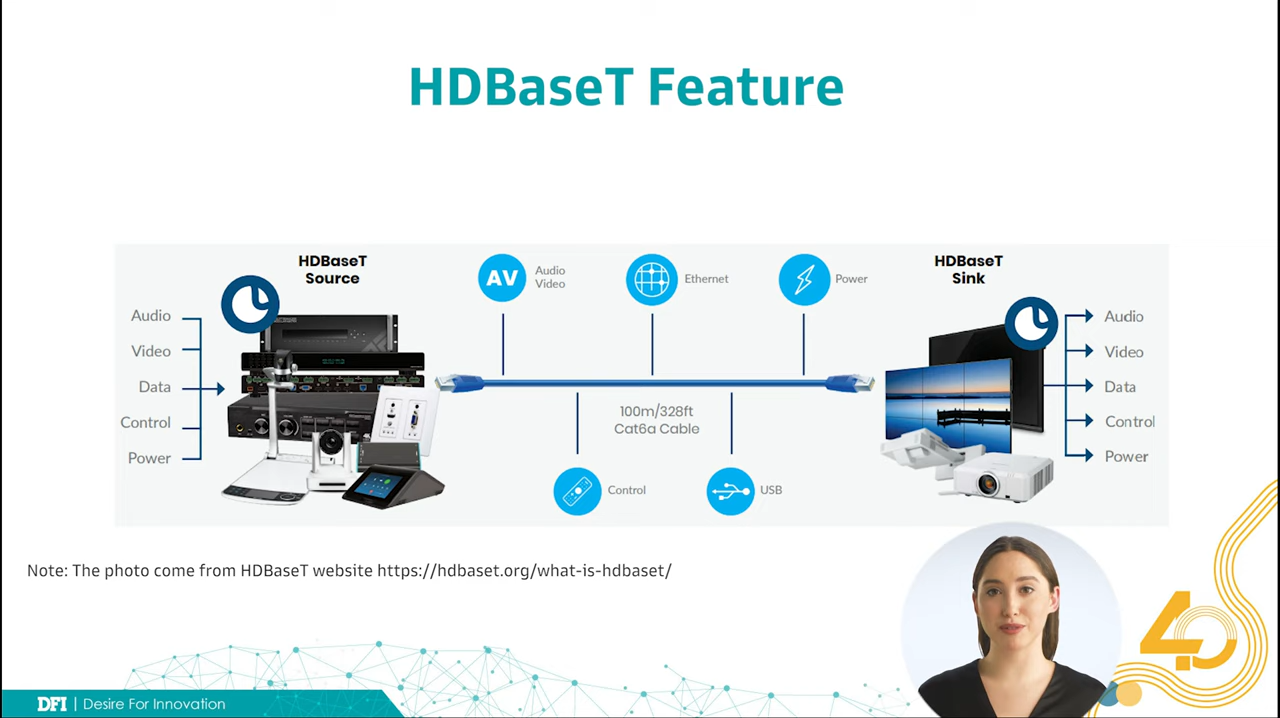 HDBaseT Feature
HDBaseT
Source
AV
Audio
Video
Ethernet
Power
HDBaseT
Sink
Audio
Video
Data
Control
Power
100m/328ft
Cat6a Cable
Control
USB
Audio
Video
Data
Control
Power
Note: The photo come from HDBaseT website https://hdbaset.org/what-is-hdbaset/
40
DFI | Desire For Innovation